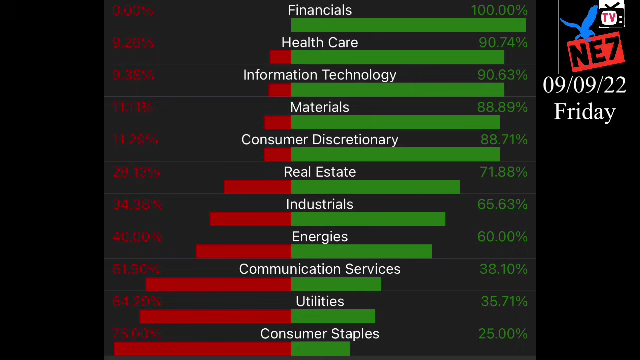 0.00% Financials 100.00%
9.26% Health Care 90.74%
9.38% Information Technology 90.63%
11.11% Materials 88.89%
11.29% Consumer Discretionary 88.71%
Real Estate 71.88%
34.38% Industrials 65.63%
40.00% Energies 60.00%
61.90% Communication Services 38.10%
64.29% Utilities 35.71%
75.00% Consumer Staples 25.00%
TV
NE7
09/09/22
Friday